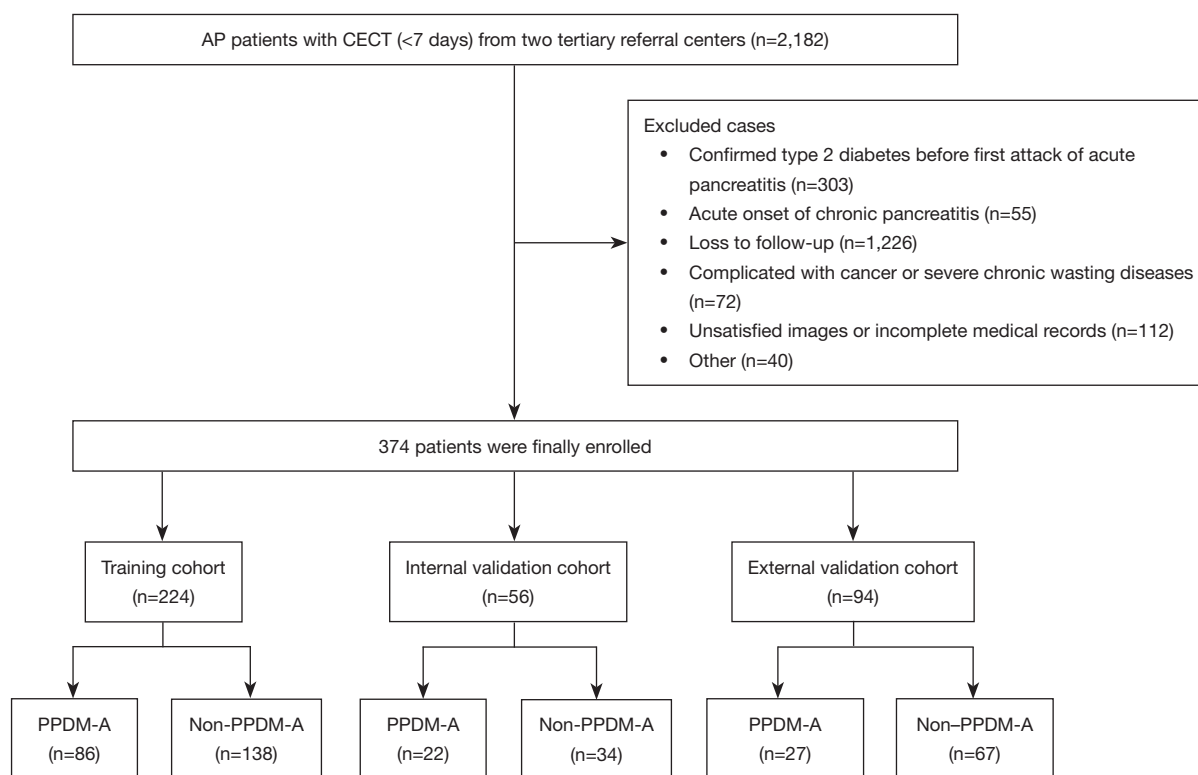 AP patients with CECT (<7 days) from two tertiary referral centers (n=2,182)
Excluded cases
• Confirmed type 2 diabetes before first attack of acute
pancreatitis (n=303)
• Acute onset of chronic pancreatitis (n=55)
• Loss to follow-up (n=1,226)
• Complicated with cancer or severe chronic wasting diseases
(n=72)
• Unsatisfied images or incomplete medical records (n=112)
• Other (n=40)
374 patients were finally enrolled
Training cohort
(n=224)
Internal validation cohort
(n=56)
External validation cohort
(n=94)
PPDM-A
(n=86)
Non-PPDM-A
(n=138)
PPDM-A
(n=22)
Non-PPDM-A
(n=34)
PPDM-A
(n=27)
Non–PPDM-A
(n=67)